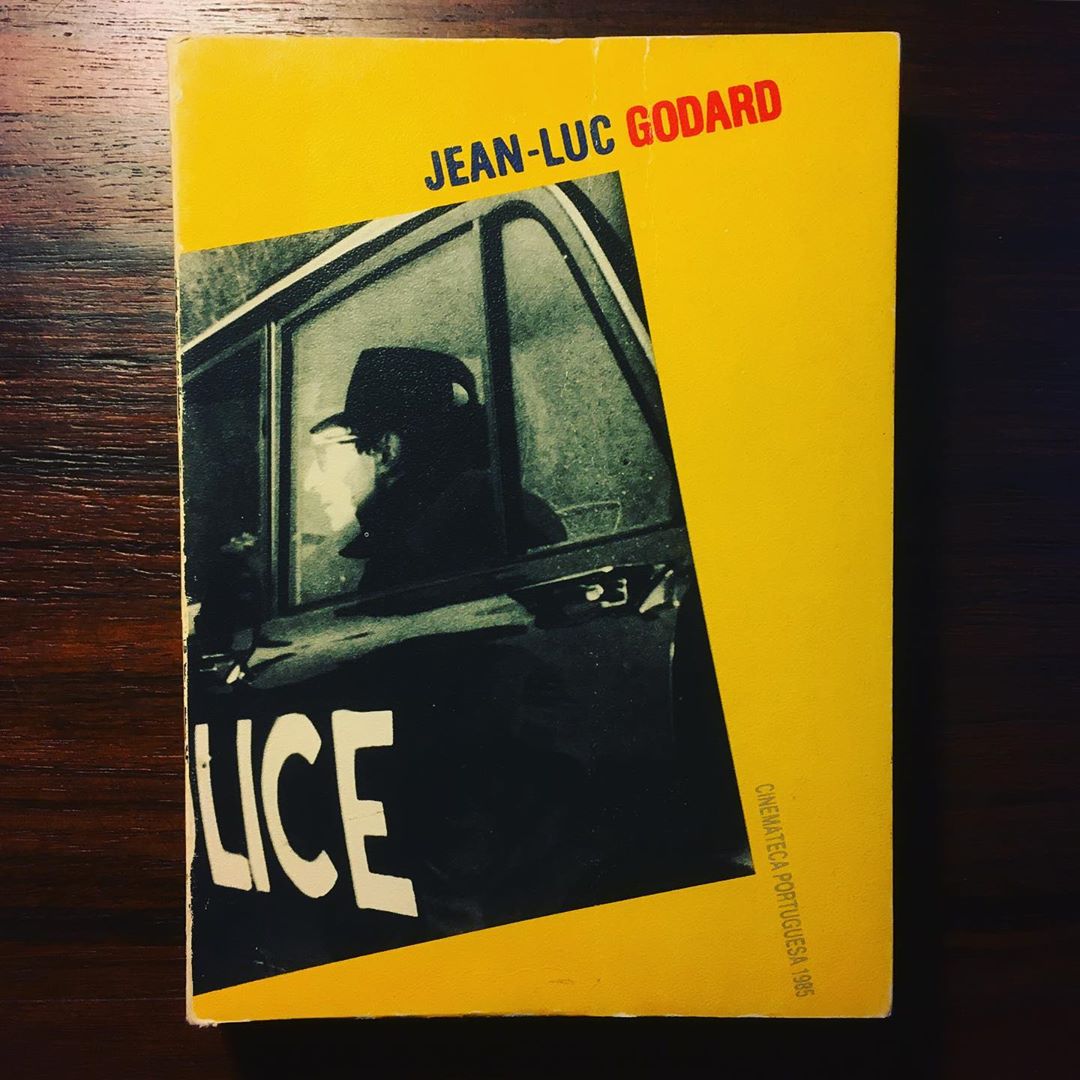 JEAN-LUC GODARD
LICE
CINEMATECA PORTUGUESA 1985